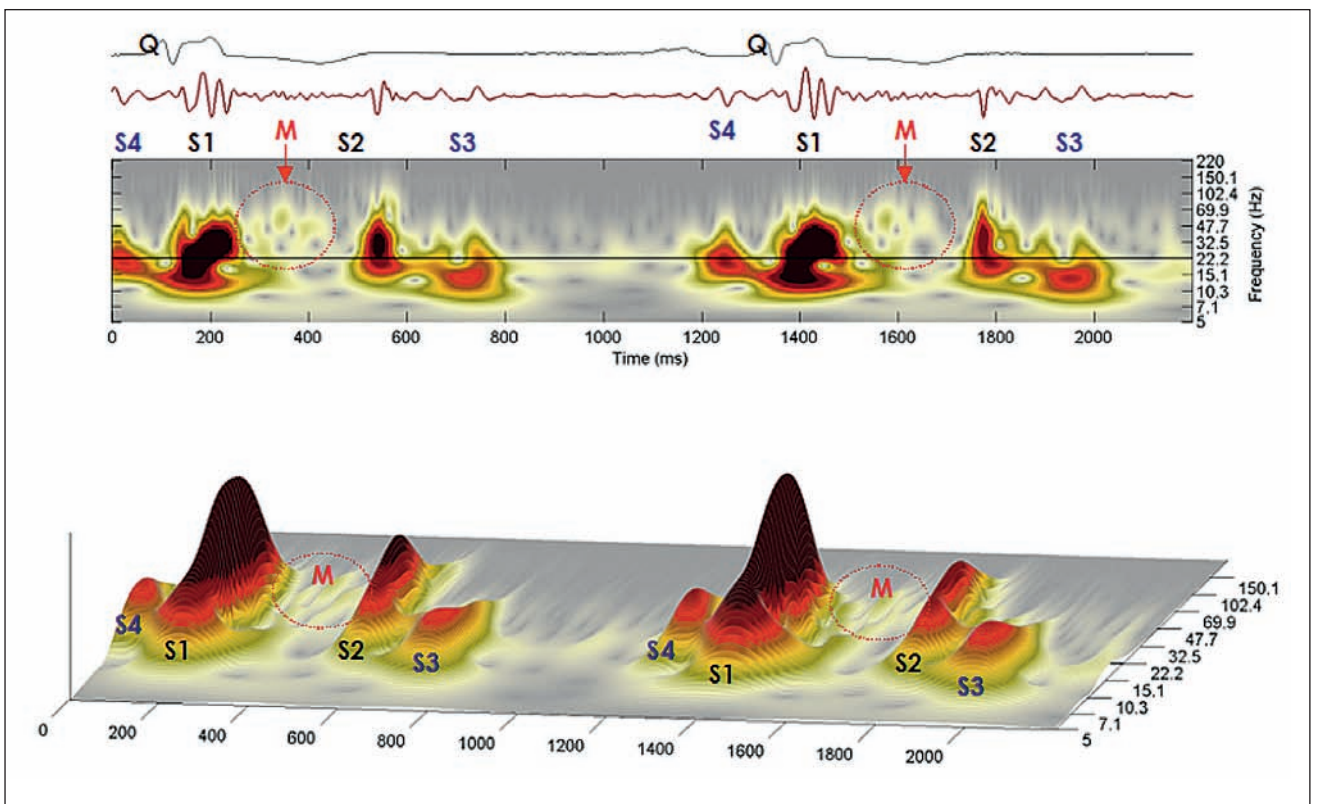 Q Q
S4 S1 M S2 S3 S4 S1 M S2 S3
220
150.1
102.4
69.9
47.7
32.5
22.2
15.1
10.3
7.1
5
Frequency (Hz)
0 200 400 600 800 1000 1200 1400 1600 1800 2000
Time (ms)
M M
S4 S1 S2 S3 S4 S1 S2 S3
150.1
102.4
69.9
47.7
32.5
22.2
15.1
10.3
7.1
5
0 200 400 600 800 1000 1200 1400 1600 1800 2000